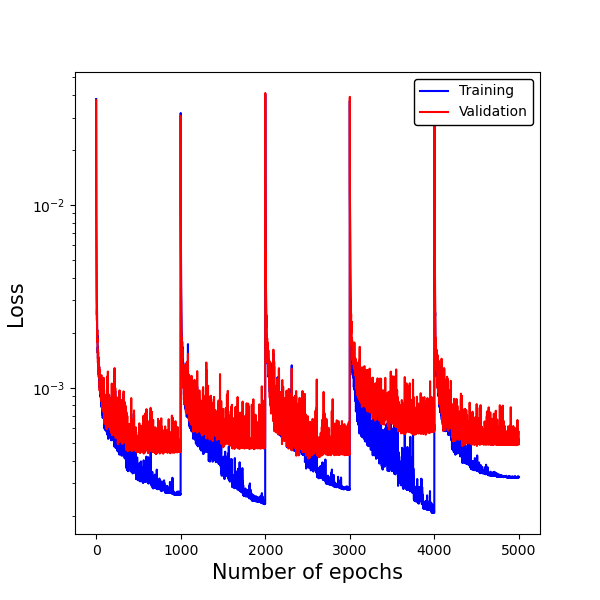 Training
Validation
Loss
10⁻²
10⁻³
0 1000 2000 3000 4000 5000
Number of epochs